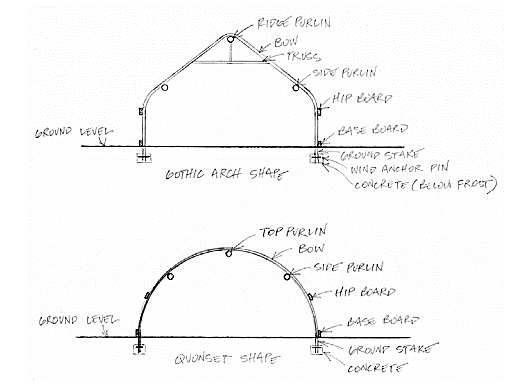 RIDGE PURLIN
BOW
TRUSS
SIDE PURLIN
HIP BOARD
GROUND LEVEL
BASE BOARD
GROUND STAKE
WIND ANCHOR PIN
CONCRETE (BELOW FROST)
GOTHIC ARCH SHAPE
TOP PURLIN
BOW
SIDE PURLIN
HIP BOARD
GROUND LEVEL
BASE BOARD
GROUND STAKE
CONCRETE
QUONSET SHAPE